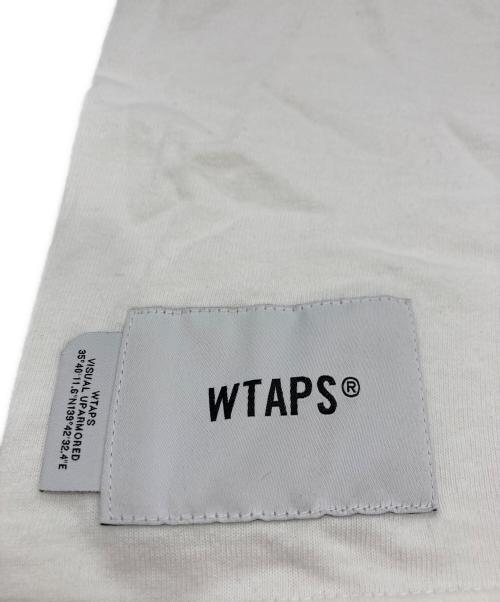 WTAPS®
WTAPS
VISUAL UPARMORED
35°40'11.6"N139°42'32.4"E